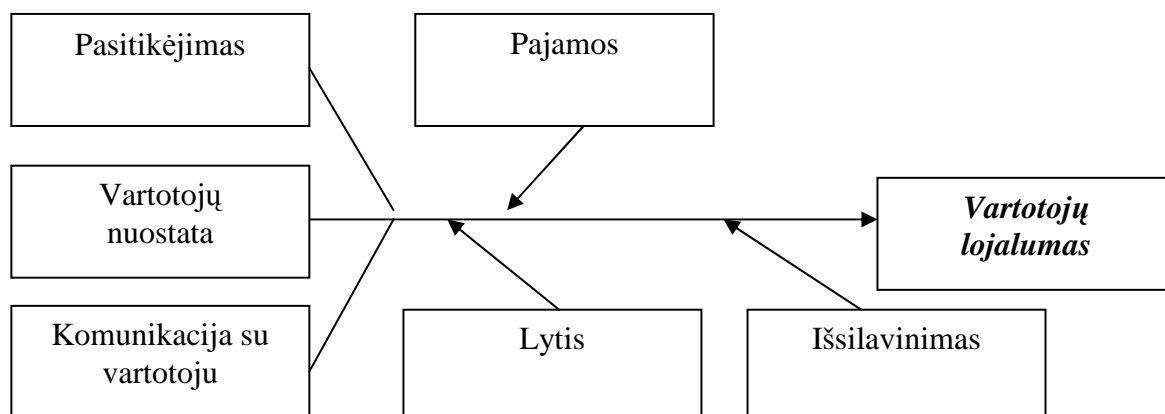 Pasitikėjimas
Pajamos
Vartotojų
nuostata
Vartotojų
lojalumas
Komunikacija su
vartotoju
Lytis
Išsilavinimas